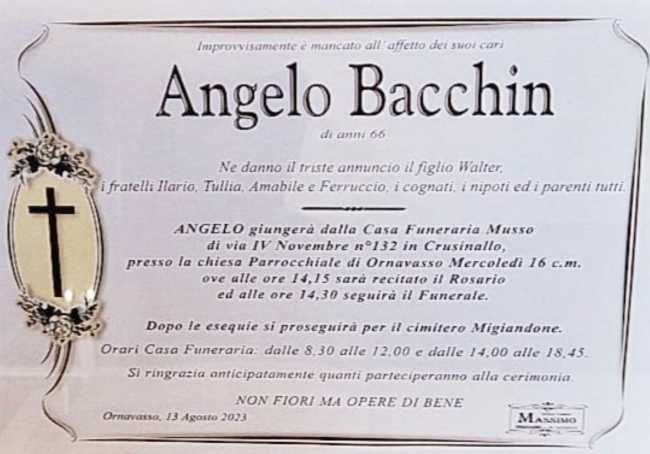 Improvvisamente è mancato all'affetto dei suoi cari
Angelo Bacchin
di anni 66
Ne danno il triste annuncio il figlio Walter,
i fratelli Ilario, Tullia, Amabile e Ferruccio, i cognati, i nipoti ed i parenti tutti.
ANGELO giungerà dalla Casa Funeraria Musso
di via IV Novembre n°132 in Crusinallo,
presso la chiesa Parrocchiale di Ornavasso Mercoledì 16 c.m.
ove alle ore 14,15 sarà recitato il Rosario
ed alle ore 14,30 seguirà il Funerale.
Dopo le esequie si proseguirà per il cimitero Migiandone.
Orari Casa Funeraria: dalle 8,30 alle 12,00 e dalle 14,00 alle 18,45.
Si ringrazia anticipatamente quanti parteciperanno alla cerimonia.
NON FIORI MA OPERE DI BENE
Ornavasso, 13 Agosto 2023
MASSIMO